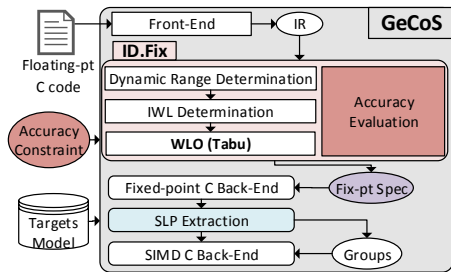 Front-End
IR
GeCoS
Floating-pt
C code
ID.Fix
Dynamic Range Determination
IWL Determination
WLO (Tabu)
Accuracy
Evaluation
Accuracy
Constraint
Fixed-point C Back-End
Fix-pt Spec
Targets
Model
SLP Extraction
SIMD C Back-End
Groups